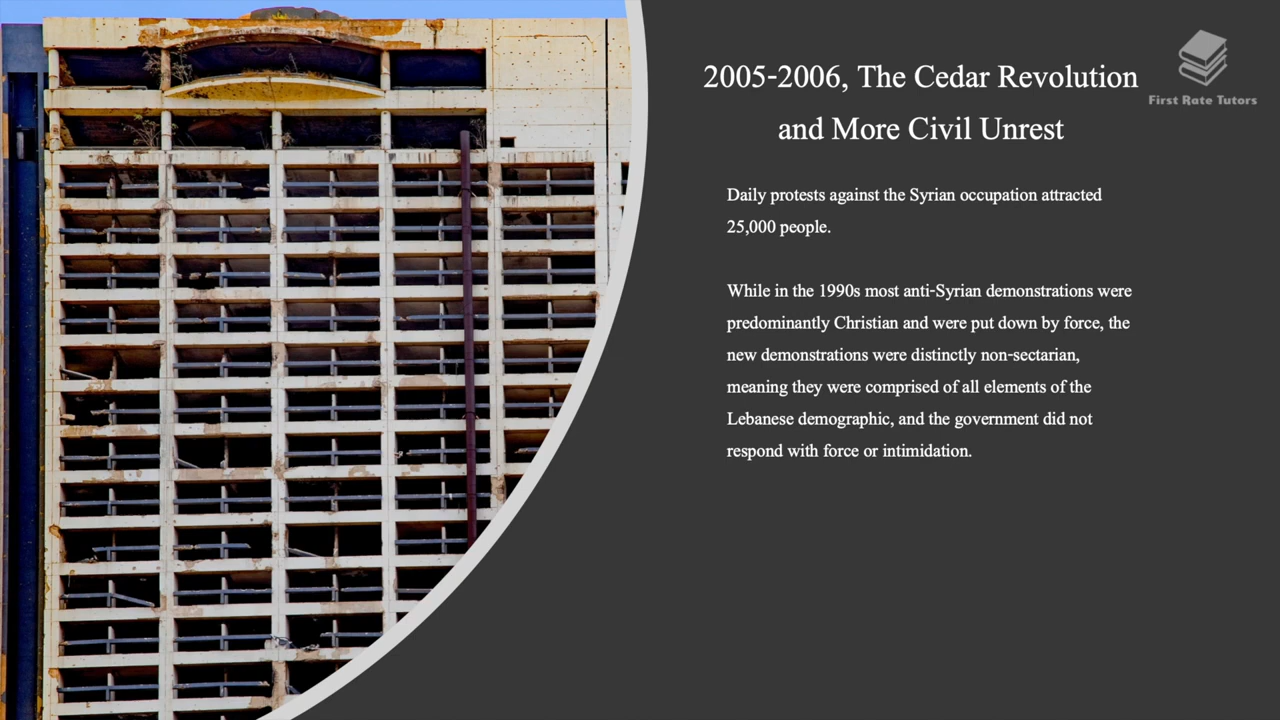 2005-2006, The Cedar Revolution
and More Civil Unrest
First Rate Tutors
Daily protests against the Syrian occupation attracted
25,000 people.
While in the 1990s most anti-Syrian demonstrations were
predominantly Christian and were put down by force, the
new demonstrations were distinctly non-sectarian,
meaning they were comprised of all elements of the
Lebanese demographic, and the government did not
respond with force or intimidation.